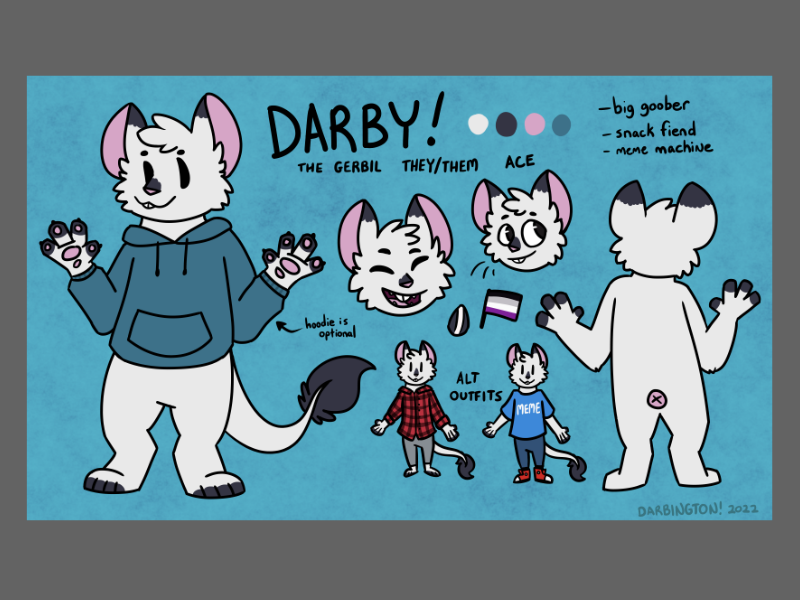 DARBY!
THE GERBIL THEY/THEM ACE
-big goober
- snack fiend
- meme machine
hoodie is
optional
ALT
OUTFITS
MEME
DARBINGTON! 2022